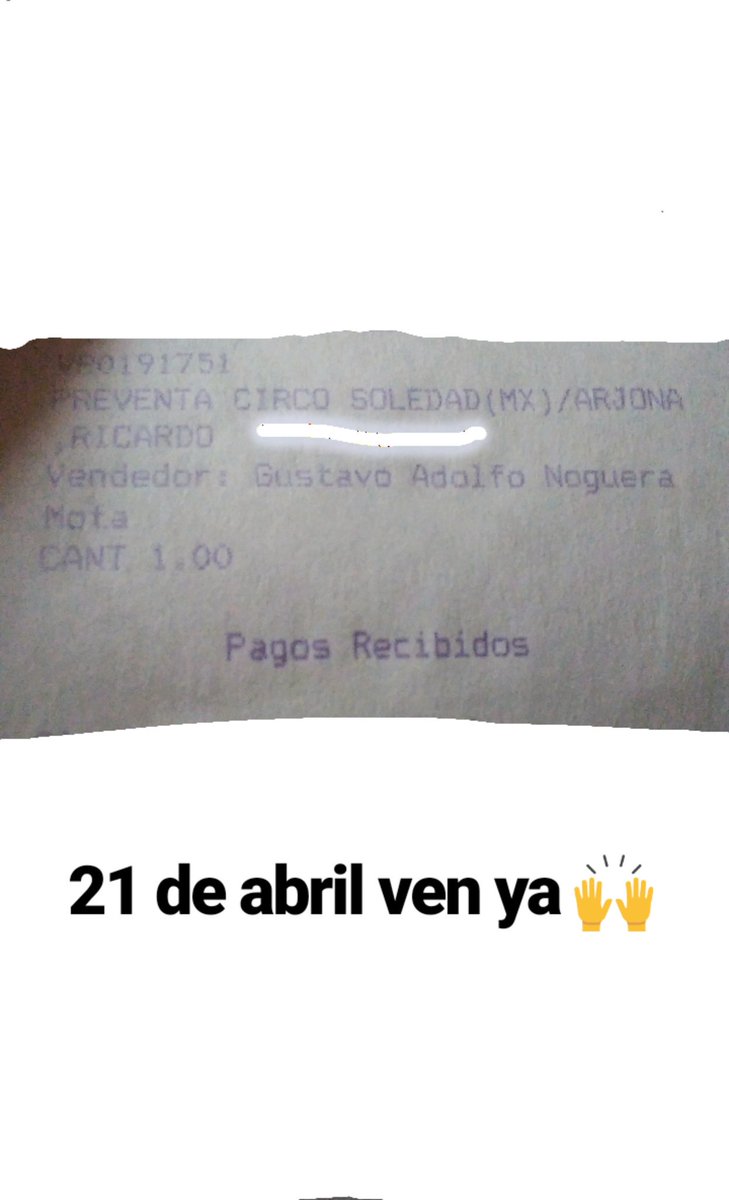 VR0191751
PREVENTA CIRCO SOLEDAD(MX)/ARJONA
,RICARDO
Vendedor: Gustavo Adolfo Noguera
Mota
CANT 1.00
Pagos Recibidos
21 de abril ven ya 🙌